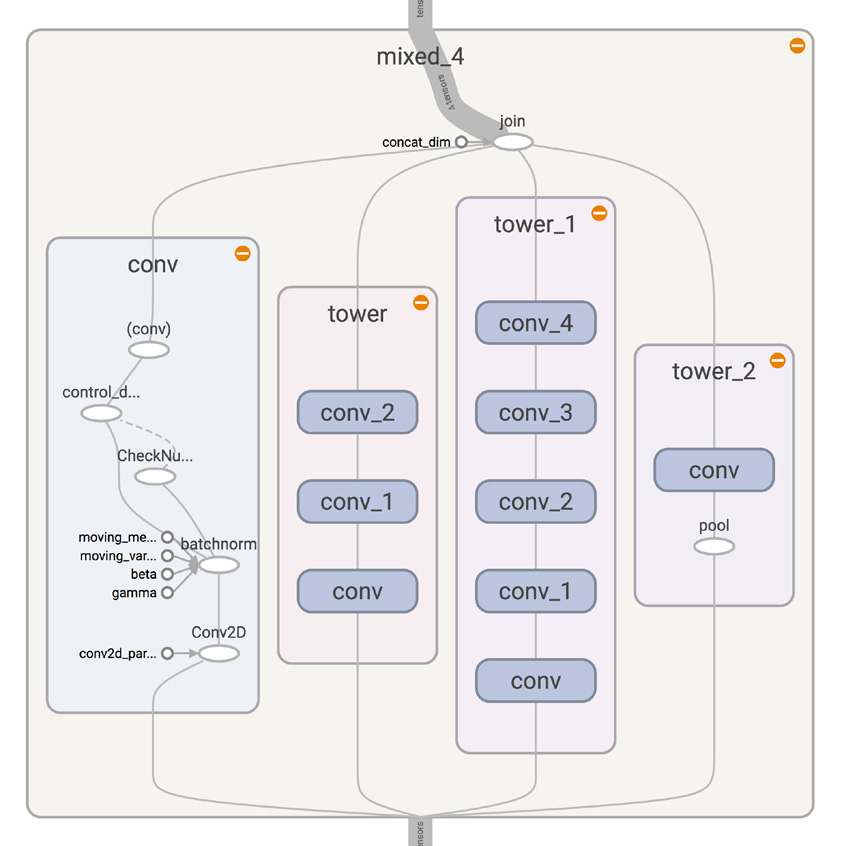 tens
mixed_4
4 tensors
join
concat_dim
conv
(conv)
control_d...
CheckNu...
moving_me...
batchnorm
moving_var...
beta
gamma
Conv2D
conv2d_par...
tower
conv_2
conv_1
conv
tower_1
conv_4
conv_3
conv_2
conv_1
conv
tower_2
conv
pool
ensors